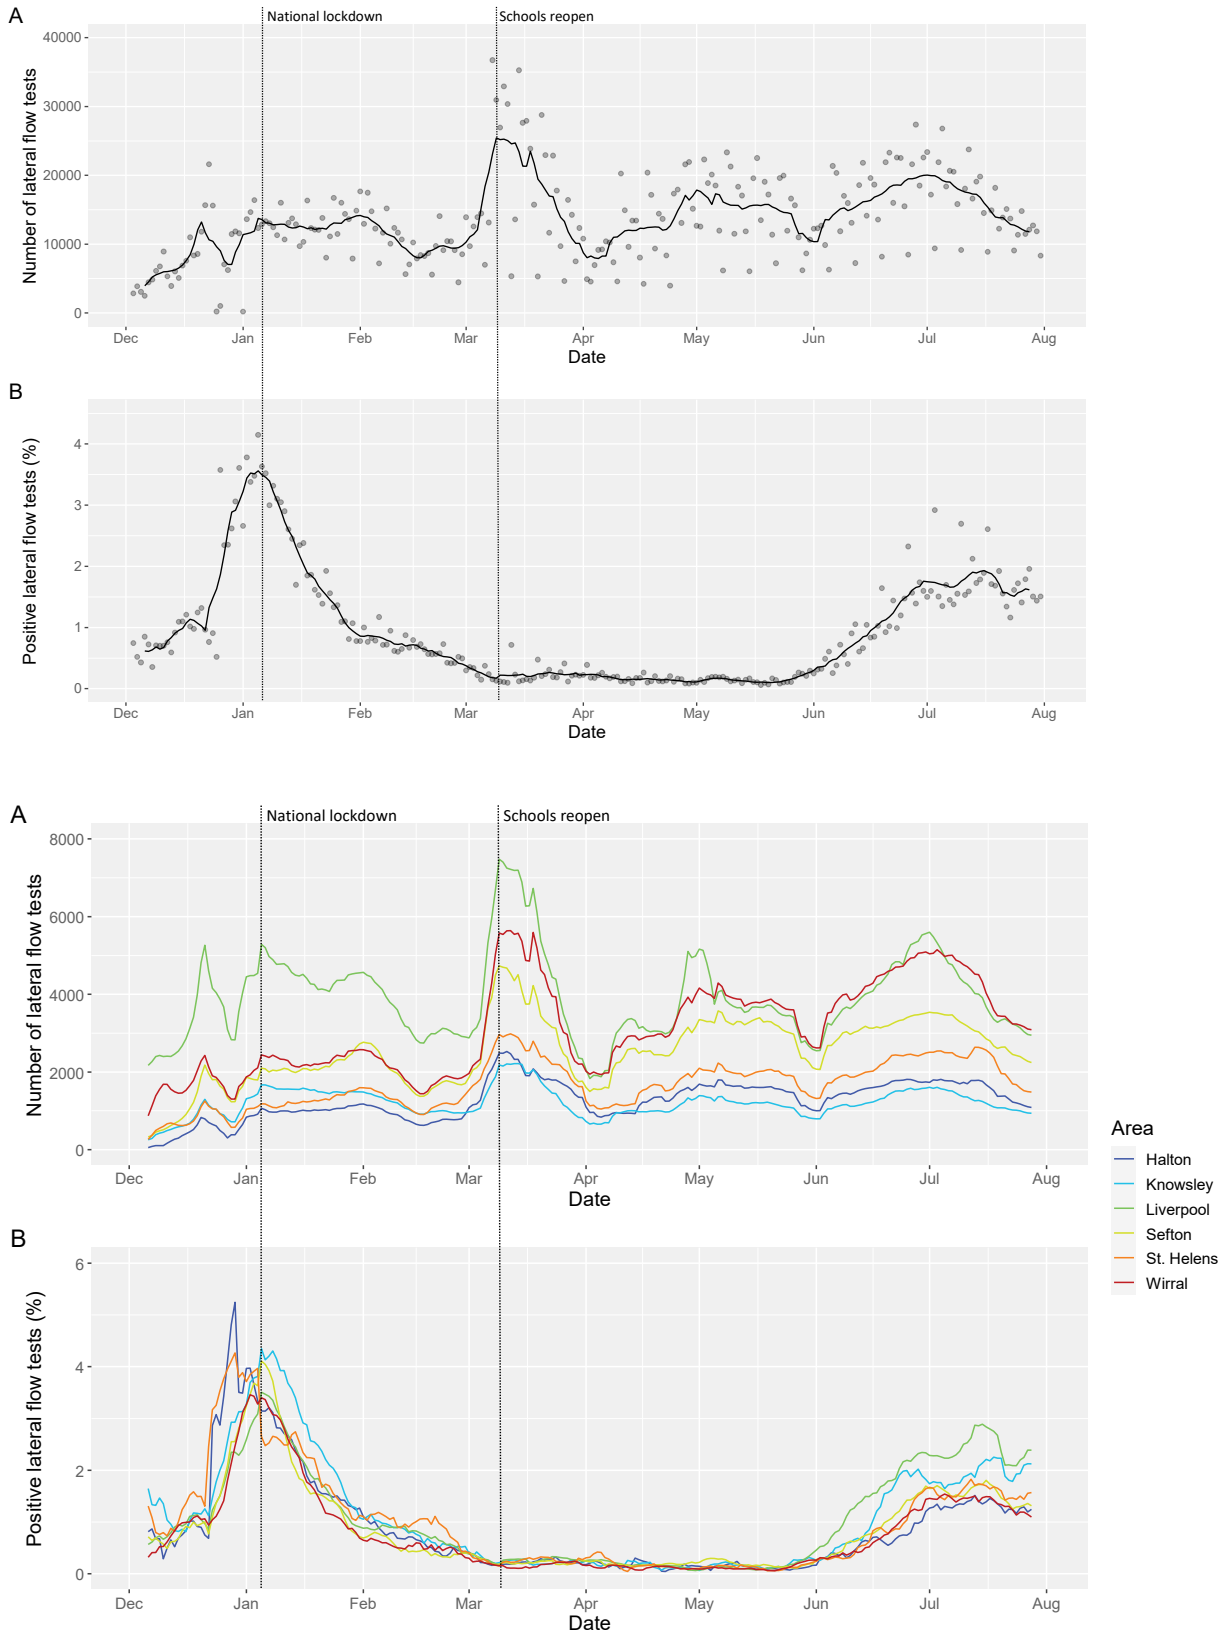 A
National lockdown
Schools reopen
Number of lateral flow tests
40000
30000
20000
10000
0
Dec Jan Feb Mar Apr May Jun Jul Aug
Date
B
Positive lateral flow tests (%)
4
3
2
1
0
Dec Jan Feb Mar Apr May Jun Jul Aug
Date
A
National lockdown
Schools reopen
Number of lateral flow tests
8000
6000
4000
2000
0
Dec Jan Feb Mar Apr May Jun Jul Aug
Date
B
Positive lateral flow tests (%)
6
4
2
0
Dec Jan Feb Mar Apr May Jun Jul Aug
Date
Area
Halton
Knowsley
Liverpool
Sefton
St. Helens
Wirral